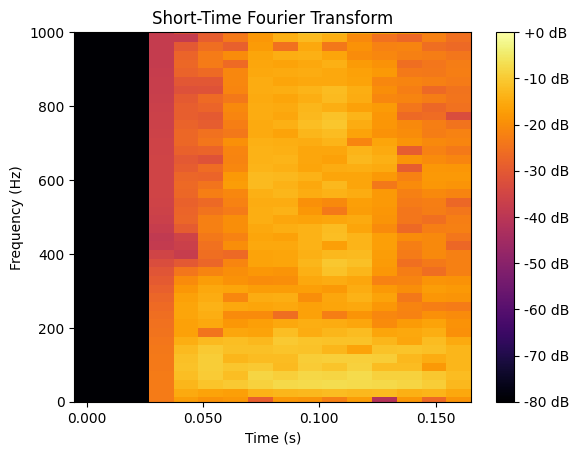 Short-Time Fourier Transform
1000
800
600
400
200
0
Frequency (Hz)
0.000
0.050
0.100
0.150
Time (s)
+0 dB
-10 dB
-20 dB
-30 dB
-40 dB
-50 dB
-60 dB
-70 dB
-80 dB